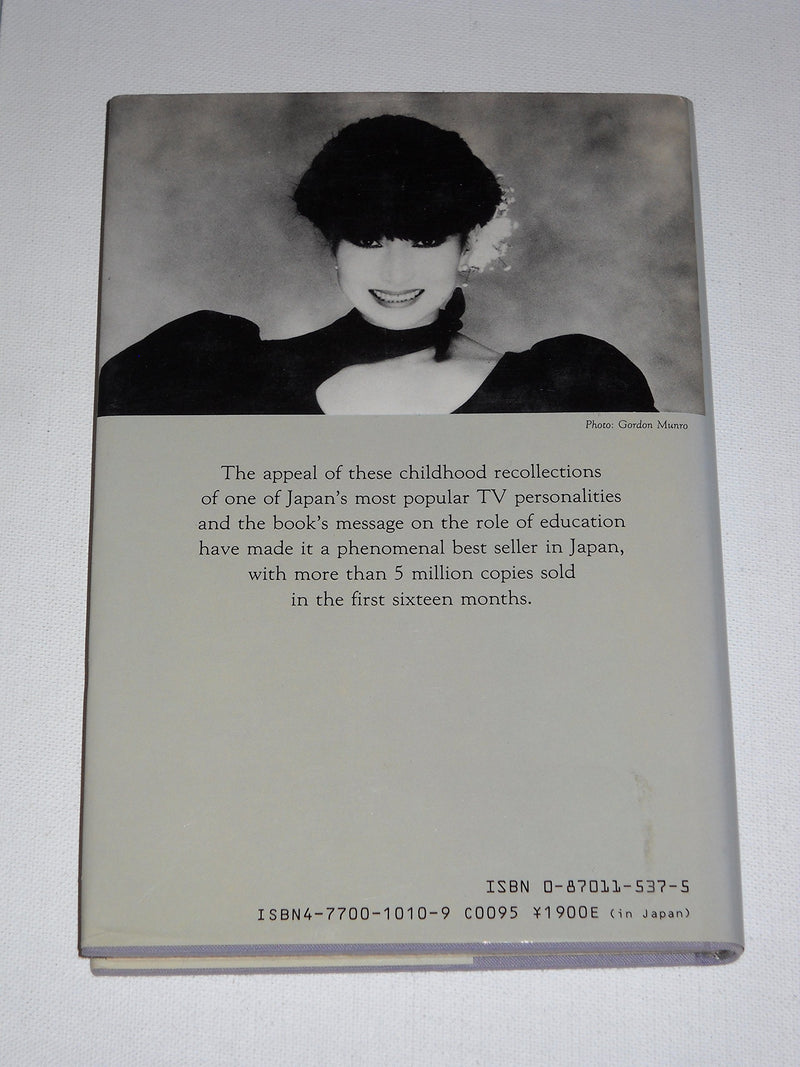 Photo: Gordon Munro
The appeal of these childhood recollections
of one of Japan's most popular TV personalities
and the book's message on the role of education
have made it a phenomenal best seller in Japan,
with more than 5 million copies sold
in the first sixteen months.
ISBN 0-87011-537-5
ISBN4-7700-1010-9 C0095 ¥1900E (in Japan)